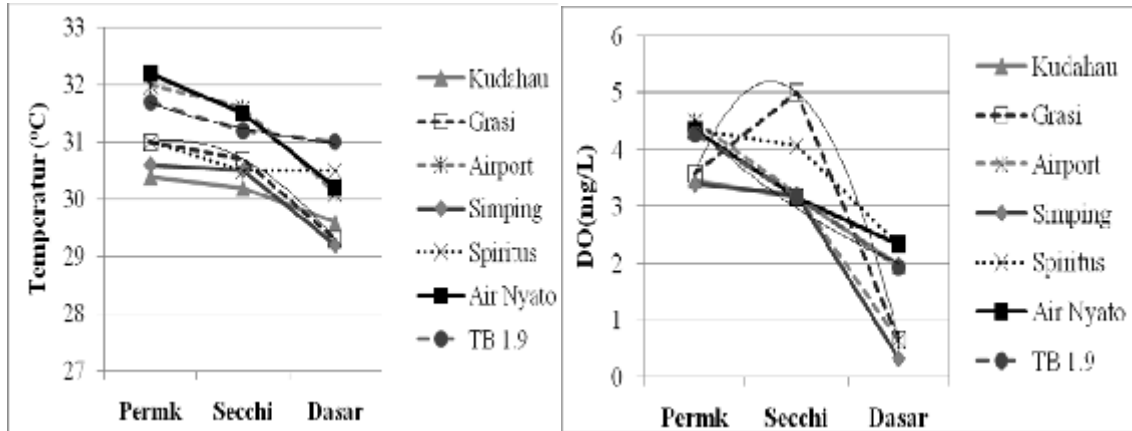 33
32
31
30
29
28
27
Temperatur (°C)
Permk Secchi Dasar
Kudahau
Grasi
Airport
Simping
Spiritus
Air Nyato
TB 1.9
6
5
4
3
2
1
0
DO(mg/L)
Permk Secchi Dasar
Kudahau
Grasi
Airport
Simping
Spiritus
Air Nyato
TB 1.9